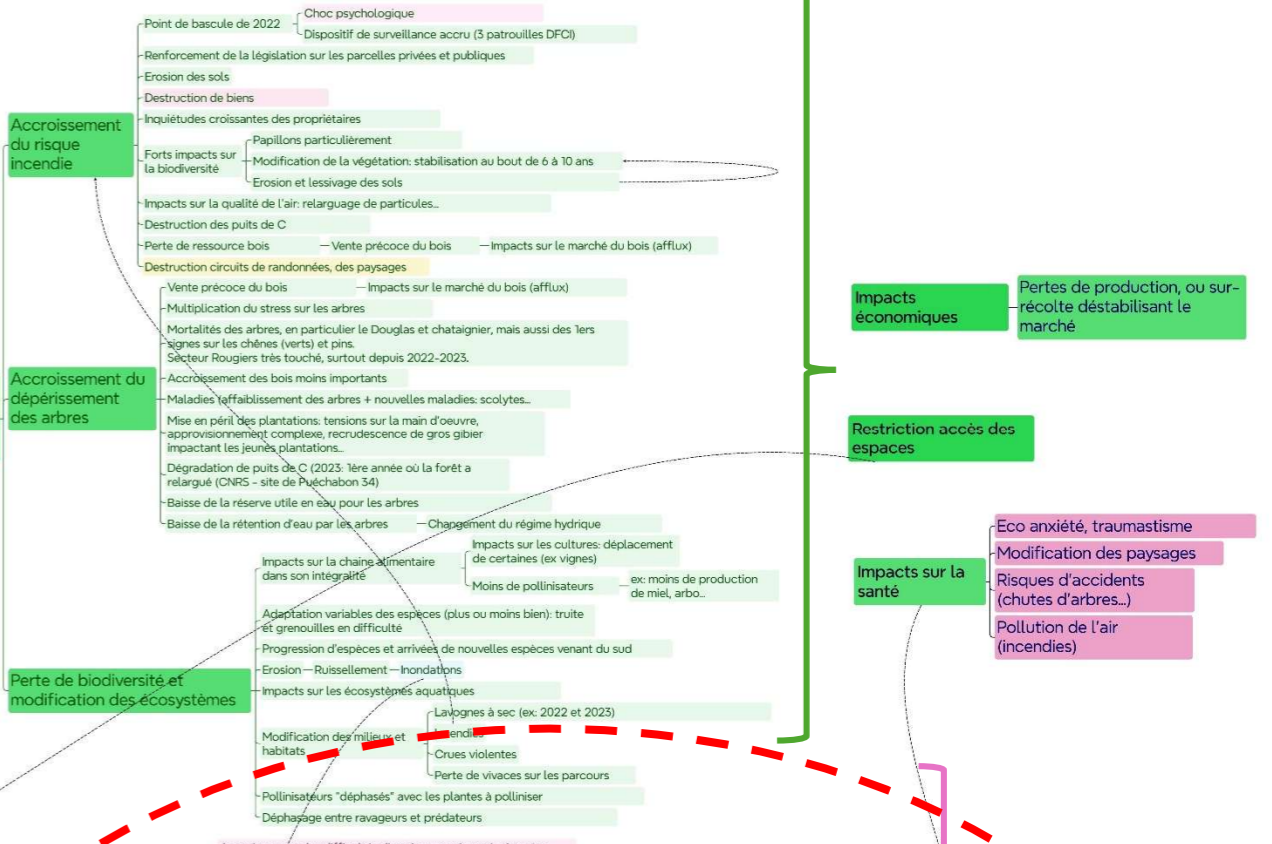 Choc psychologique
Point de bascule de 2022
Dispositif de surveillance accru (3 patrouilles DFCI)
Renforcement de la législation sur les parcelles privées et publiques
Erosion des sols
Destruction de biens
Inquiétudes croissantes des propriétaires
Accroissement
du risque
incendie
Papillons particulièrement
Forts impacts sur
la biodiversité
Modification de la végétation: stabilisation au bout de 6 à 10 ans
Erosion et lessivage des sols
Impacts sur la qualité de l'air: relarguage de particules...
Destruction des puits de C
Perte de ressource bois
Vente précoce du bois
Impacts sur le marché du bois (afflux)
Destruction circuits de randonnées, des paysages
Vente précoce du bois
Impacts sur le marché du bois (afflux)
Multiplication du stress sur les arbres
Mortalités des arbres, en particulier le Douglas et chataignier, mais aussi des 1ers
signes sur les chênes (verts) et pins.
Secteur Rougiers très touché, surtout depuis 2022-2023.
Accroissement du
dépérissement
des arbres
Accroissement des bois moins importants
Maladies (affaiblissement des arbres + nouvelles maladies: scolytes...
Mise en péril des plantations: tensions sur la main d'oeuvre,
approvisionnement complexe, recrudescence de gros gibier
impactant les jeunes plantations...
Dégradation de puits de C (2023: 1ère année où la forêt a
relargué (CNRS - site de Puéchabon 34)
Baisse de la réserve utile en eau pour les arbres
Baisse de la rétention d'eau par les arbres
Changement du régime hydrique
Impacts sur la chaine alimentaire
dans son intégralité
Impacts sur les cultures: déplacement
de certaines (ex vignes)
Moins de pollinisateurs
ex: moins de production
de miel, arbo...
Adaptation variables des espèces (plus ou moins bien): truite
et grenouilles en difficulté
Progression d'espèces et arrivées de nouvelles espèces venant du sud
Perte de biodiversité et
modification des écosystèmes
Erosion
Ruissellement
Inondations
Impacts sur les écosystèmes aquatiques
Modification des milieux et
habitats
Lavognes à sec (ex: 2022 et 2023)
Incendies
Crues violentes
Perte de vivaces sur les parcours
Pollinisateurs "déphasés" avec les plantes à polliniser
Déphasage entre ravageurs et prédateurs
Impacts
économiques
Pertes de production, ou sur-
récolte déstabilisant le
marché
Restriction accès des
espaces
Impacts sur la
santé
Eco anxiété, traumastisme
Modification des paysages
Risques d'accidents
(chutes d'arbres...)
Pollution de l'air
(incendies)